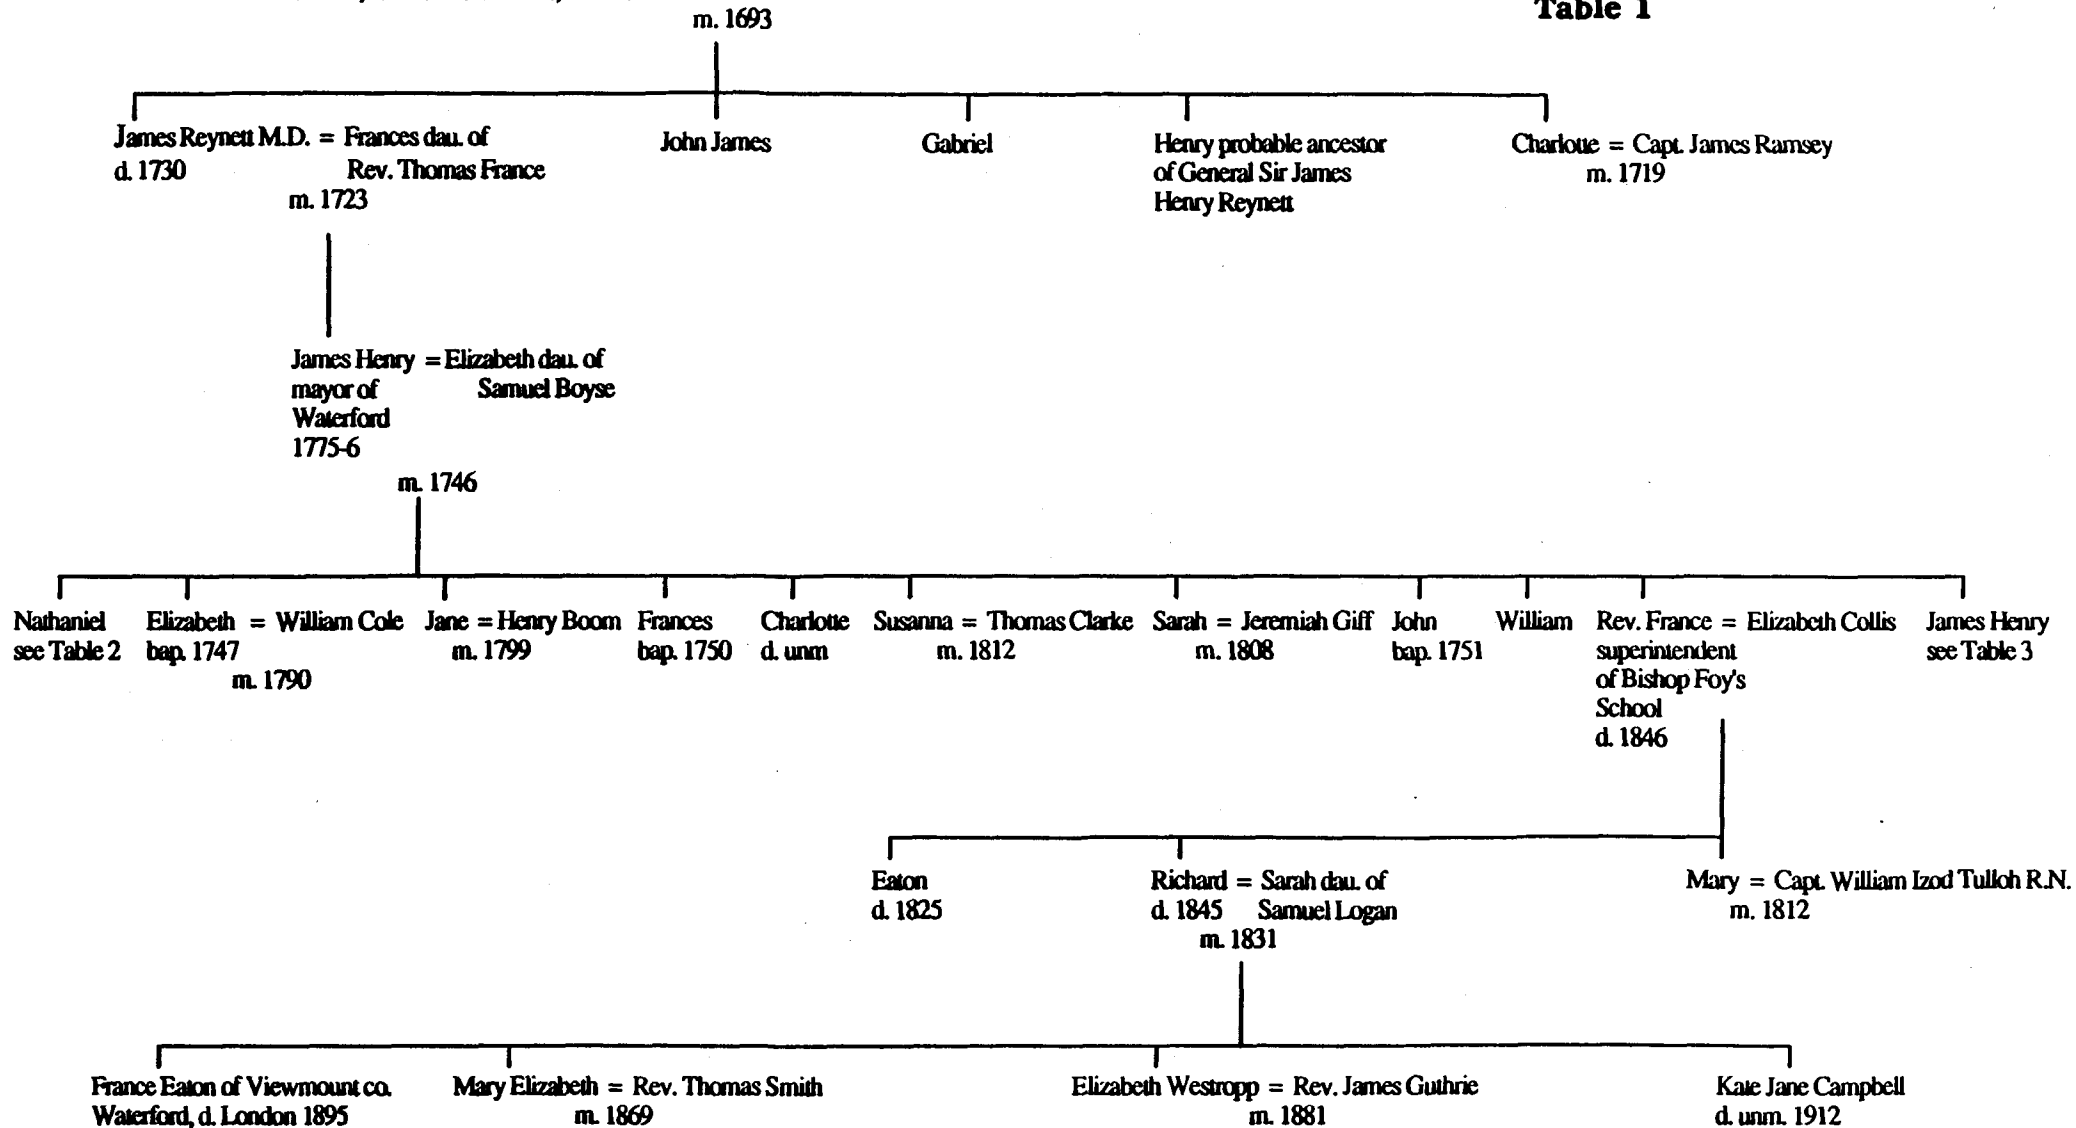 Table 1
m. 1693
James Reynett M.D. = Frances dau. of
d. 1730 Rev. Thomas France
m. 1723
John James
Gabriel
Henry probable ancestor
of General Sir James
Henry Reynett
Charlotte = Capt. James Ramsey
m. 1719
James Henry = Elizabeth dau. of
mayor of Samuel Boyse
Waterford
1775-6
m. 1746
Nathaniel
see Table 2
Elizabeth = William Cole
bap. 1747
m. 1790
Jane = Henry Boom
m. 1799
Frances
bap. 1750
Charlotte
d. unm
Susanna = Thomas Clarke
m. 1812
Sarah = Jeremiah Giff
m. 1808
John
bap. 1751
William
Rev. France = Elizabeth Collis
superintendent
of Bishop Foy's
School
d. 1846
James Henry
see Table 3
Eaton
d. 1825
Richard = Sarah dau. of
d. 1845 Samuel Logan
m. 1831
Mary = Capt. William Izod Tulloh R.N.
m. 1812
France Eaton of Viewmount co.
Waterford, d. London 1895
Mary Elizabeth = Rev. Thomas Smith
m. 1869
Elizabeth Westropp = Rev. James Guthrie
m. 1881
Kate Jane Campbell
d. unm. 1912